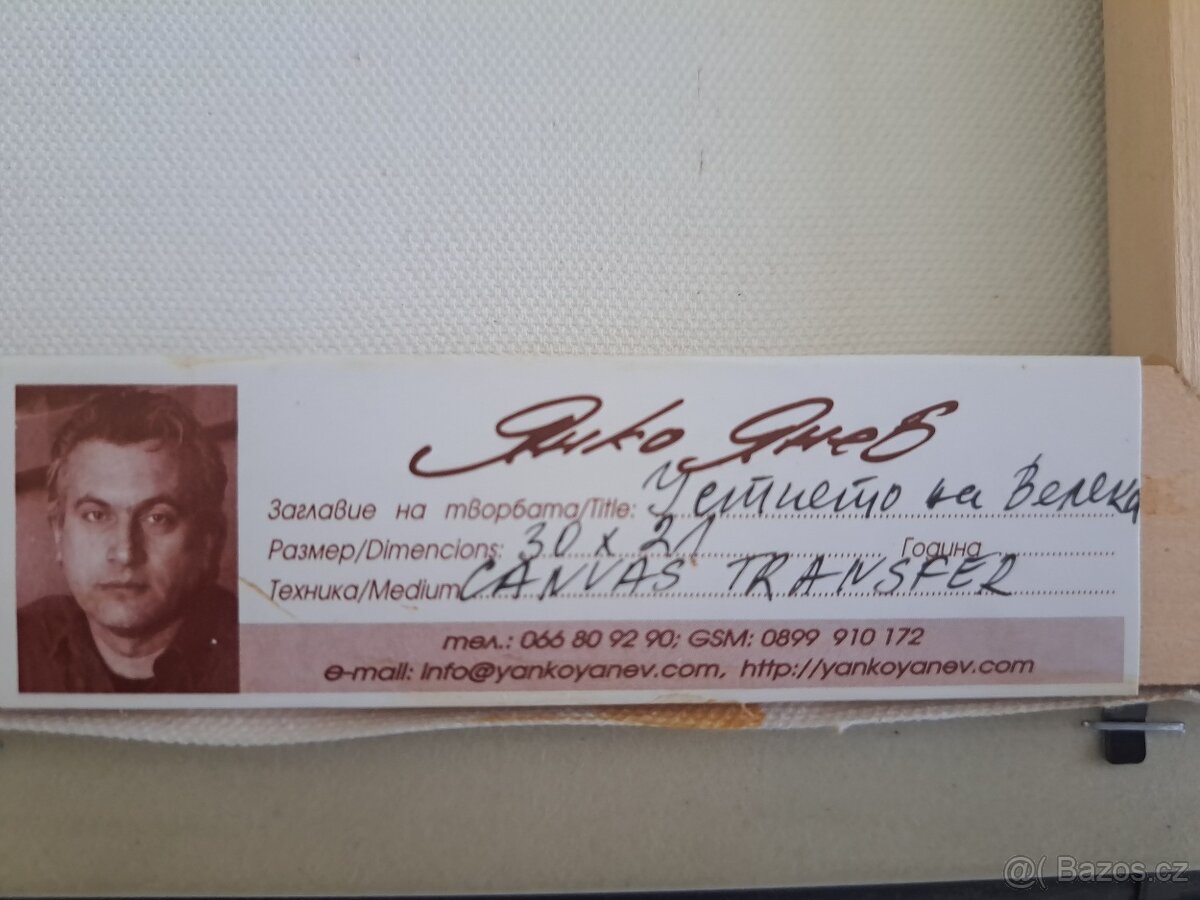 Янко Янев
Заглавие на творбата/Title: Устието на Велека
Размер/Dimencions: 30 x 21 Година
Техника/Medium CANVAS TRANSFER
тел.: 066 80 92 90; GSM: 0899 910 172
e-mail: info@yankoyanev.com, http://yankoyanev.com
@( Bazos.cz